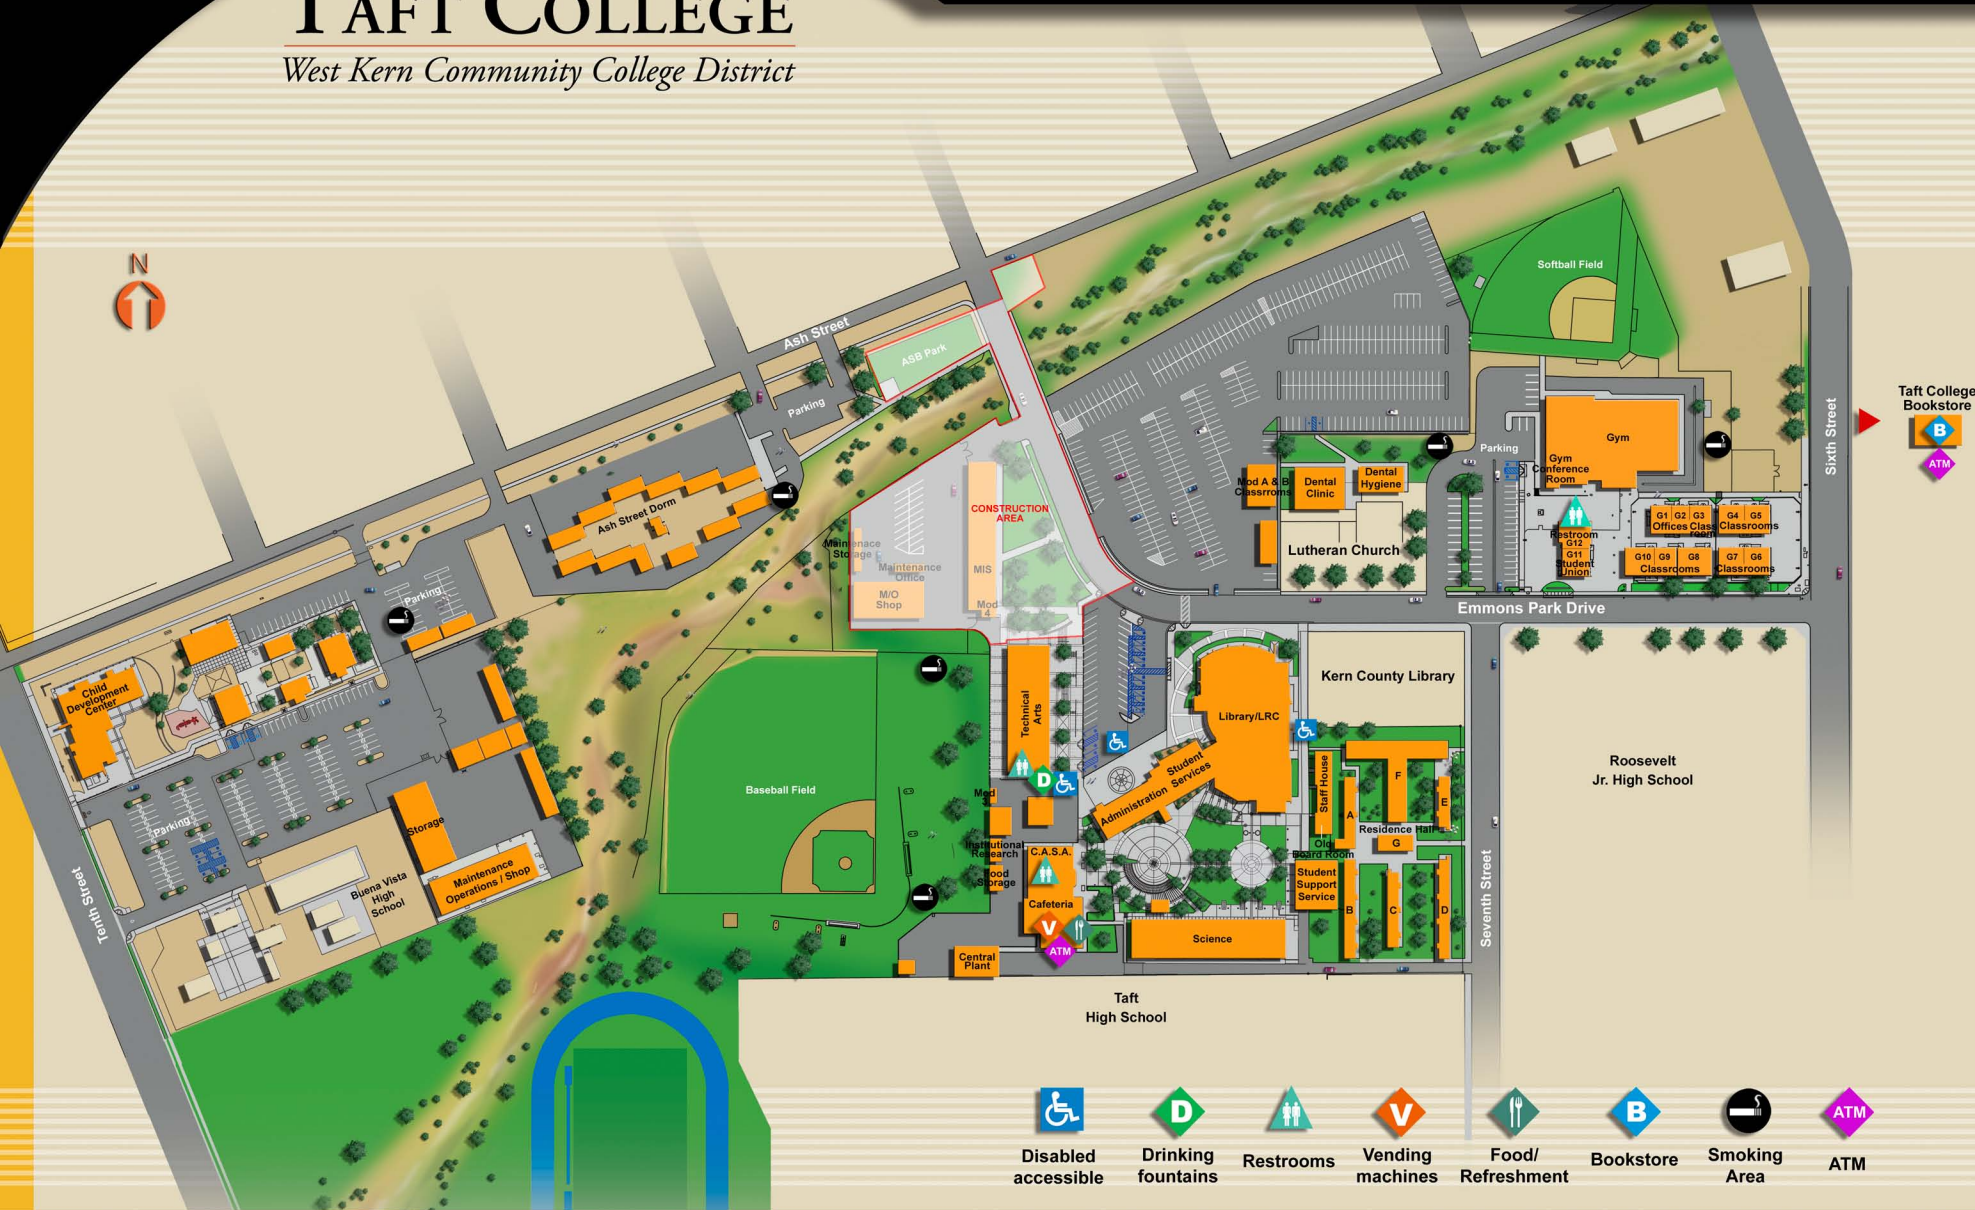 TAFT COLLEGE
West Kern Community College District
N
Softball Field
Ash Street
ASB Park
Parking
Taft College
Bookstore
B
ATM
Sixth Street
Gym
Parking
Gym
Conference
Room
Dental
Hygiene
Dental
Clinic
Mod A & B
Classrroms
Ash Street Dorm
CONSTRUCTION
AREA
G1 G2 G3
Offices Class
room
G4 G5
Classrooms
Restroom
G12
G11
Student
Union
G10 G9 G8
Classrooms
G7 G6
Classrooms
Lutheran Church
Maintenace
Storage
Maintenance
Office
MIS
M/O
Shop
Mod
4
Parking
Emmons Park Drive
Kern County Library
Child
Development
Center
Technical
Arts
Library/LRC
Student
Services
Administration
Roosevelt
Jr. High School
D
Baseball Field
Mod
Staff House
F
E
A
Residence Hall
G
Old
Board Room
Institutional
Research
C.A.S.A.
Food
Storage
Student
Support
Service
Parking
Storage
Maintenance
Operations / Shop
Buena Vista
High
School
Cafeteria
V
ATM
B
C
D
Science
Central
Plant
Seventh Street
Tenth Street
Taft
High School
D
V
B
ATM
Disabled
accessible
Drinking
fountains
Restrooms
Vending
machines
Food/
Refreshment
Bookstore
Smoking
Area
ATM